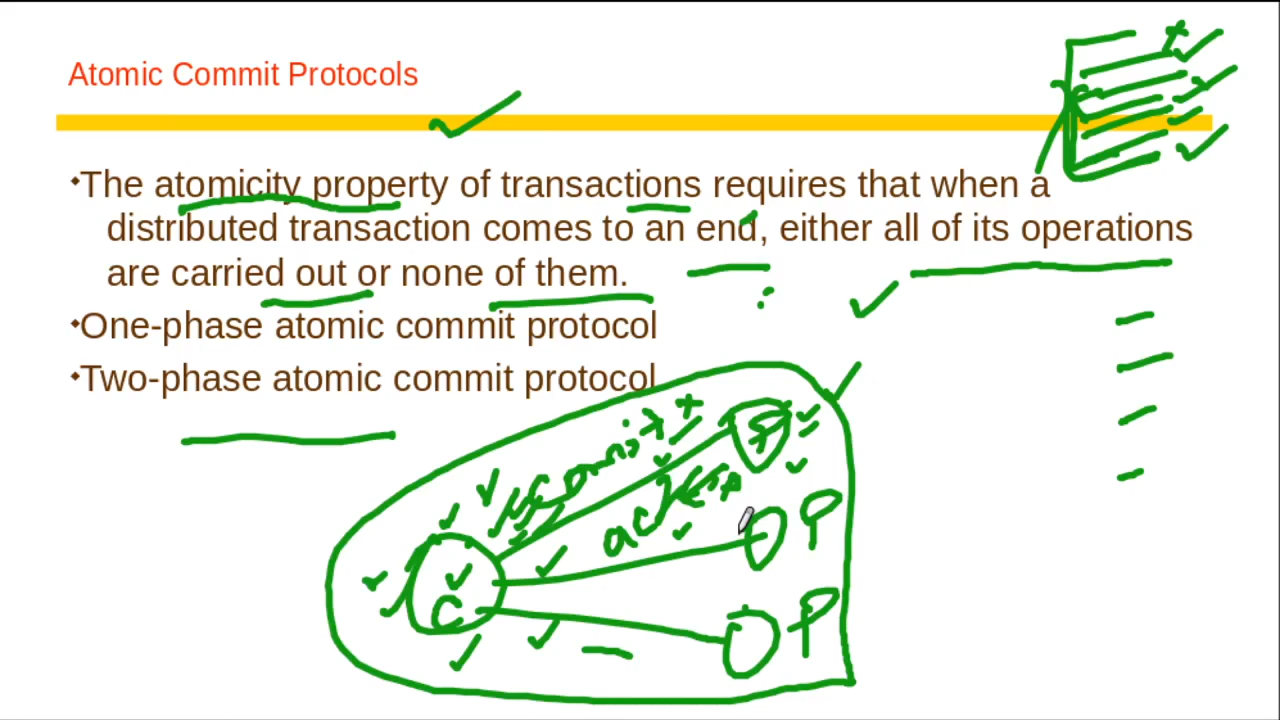 Atomic Commit Protocols
The atomicity property of transactions requires that when a
distributed transaction comes to an end, either all of its operations
are carried out or none of them.
One-phase atomic commit protocol
Two-phase atomic commit protocol
commit
P
ack
P
C
P